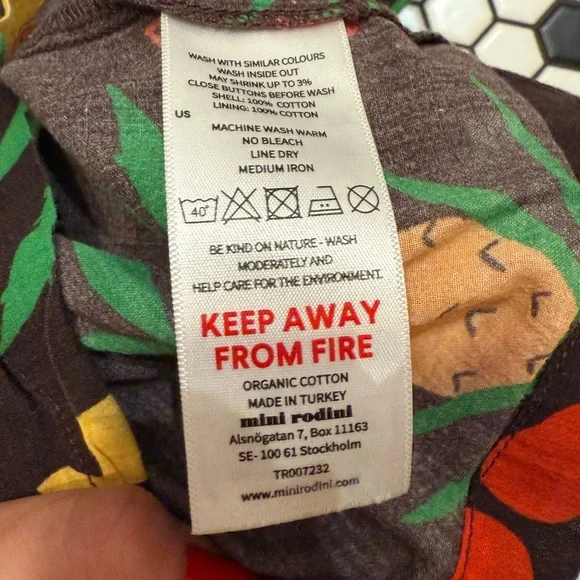 WASH WITH SIMILAR COLOURS
WASH INSIDE OUT
MAY SHRINK UP TO 3%
CLOSE BUTTONS BEFORE WASH
SHELL: 100% COTTON
LINING: 100% COTTON
US
MACHINE WASH WARM
NO BLEACH
LINE DRY
MEDIUM IRON
40°
BE KIND ON NATURE - WASH
MODERATELY AND
HELP CARE FOR THE ENVIRONMENT.
KEEP AWAY
FROM FIRE
ORGANIC COTTON
MADE IN TURKEY
mini rodini
Alsnögatan 7, Box 11163
SE- 100 61 Stockholm
TR007232
www.minirodini.com